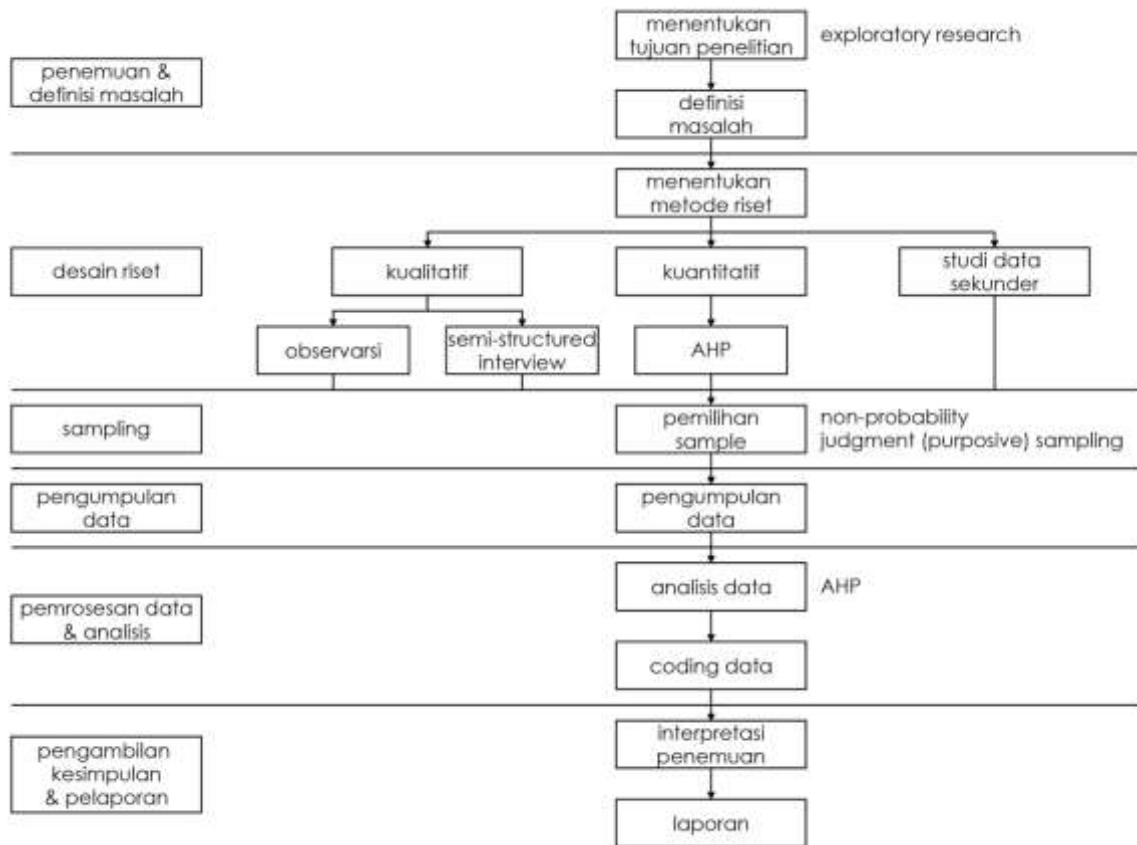 menentukan
tujuan penelitian
exploratory research
penemuan &
definisi masalah
definisi
masalah
menentukan
metode riset
desain riset
kualitatif
kuantitatif
studi data
sekunder
observarsi
semi-structured
interview
AHP
sampling
pemilihan
sample
non-probability
judgment (purposive) sampling
pengumpulan
data
pengumpulan
data
pemrosesan data
& analisis
analisis data
AHP
coding data
pengambilan
kesimpulan
& pelaporan
interpretasi
penemuan
laporan